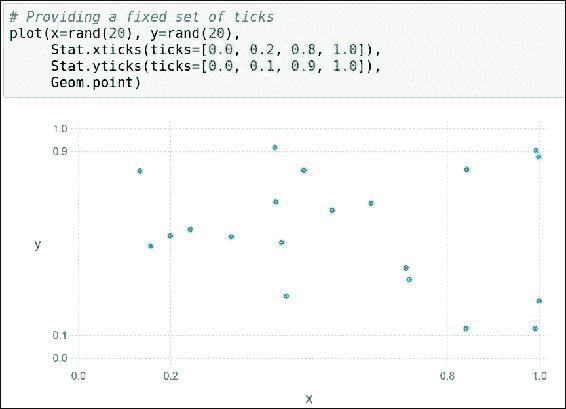 # Providing a fixed set of ticks
plot(x=rand(20), y=rand(20),
     Stat.xticks(ticks=[0.0, 0.2, 0.8, 1.0]),
     Stat.yticks(ticks=[0.0, 0.1, 0.9, 1.0]),
     Geom.point)
1.0
0.9
y
0.1
0.0
0.0 0.2 0.8 1.0
x